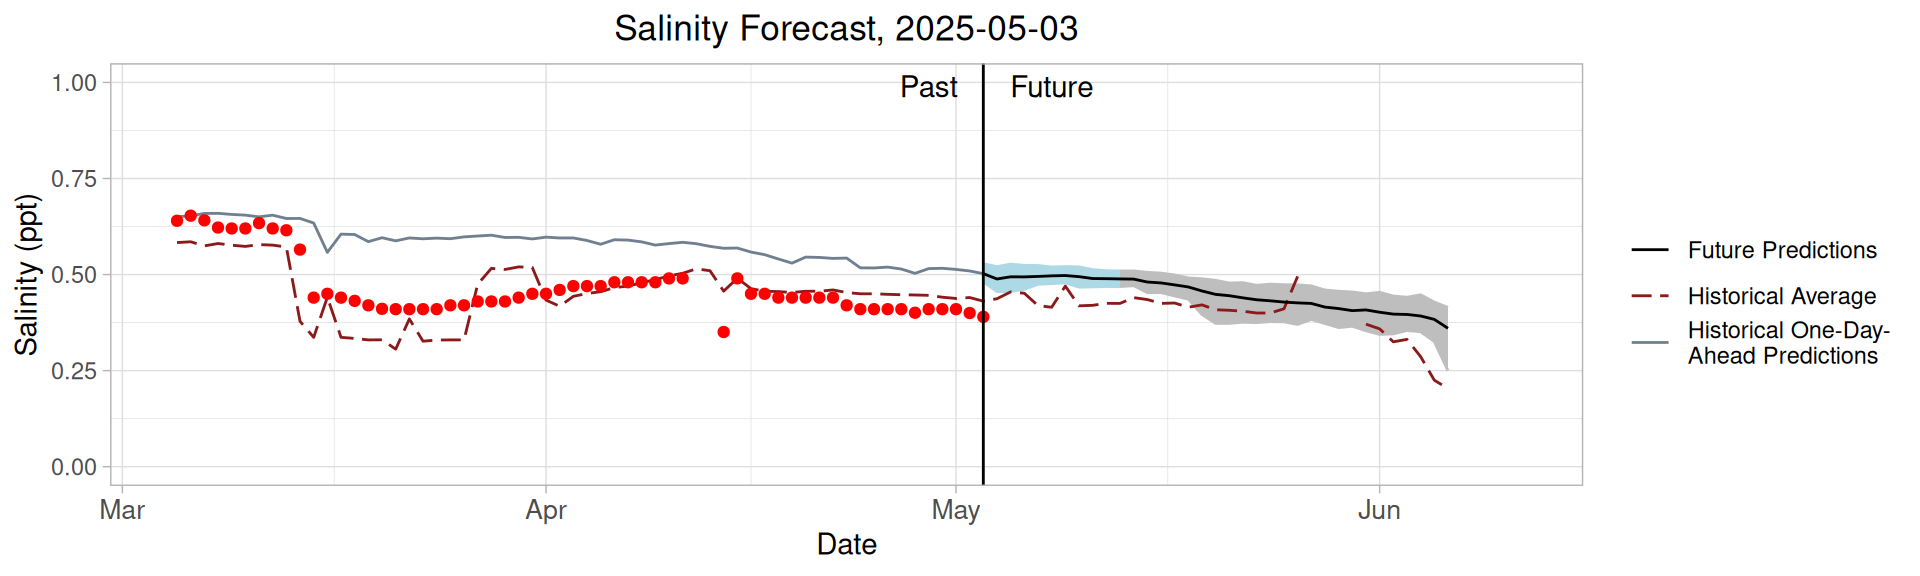 Salinity Forecast, 2025-05-03
Past
Future
1.00
0.75
0.50
0.25
0.00
Salinity (ppt)
Mar
Apr
May
Jun
Date
Future Predictions
Historical Average
Historical One-Day-
Ahead Predictions